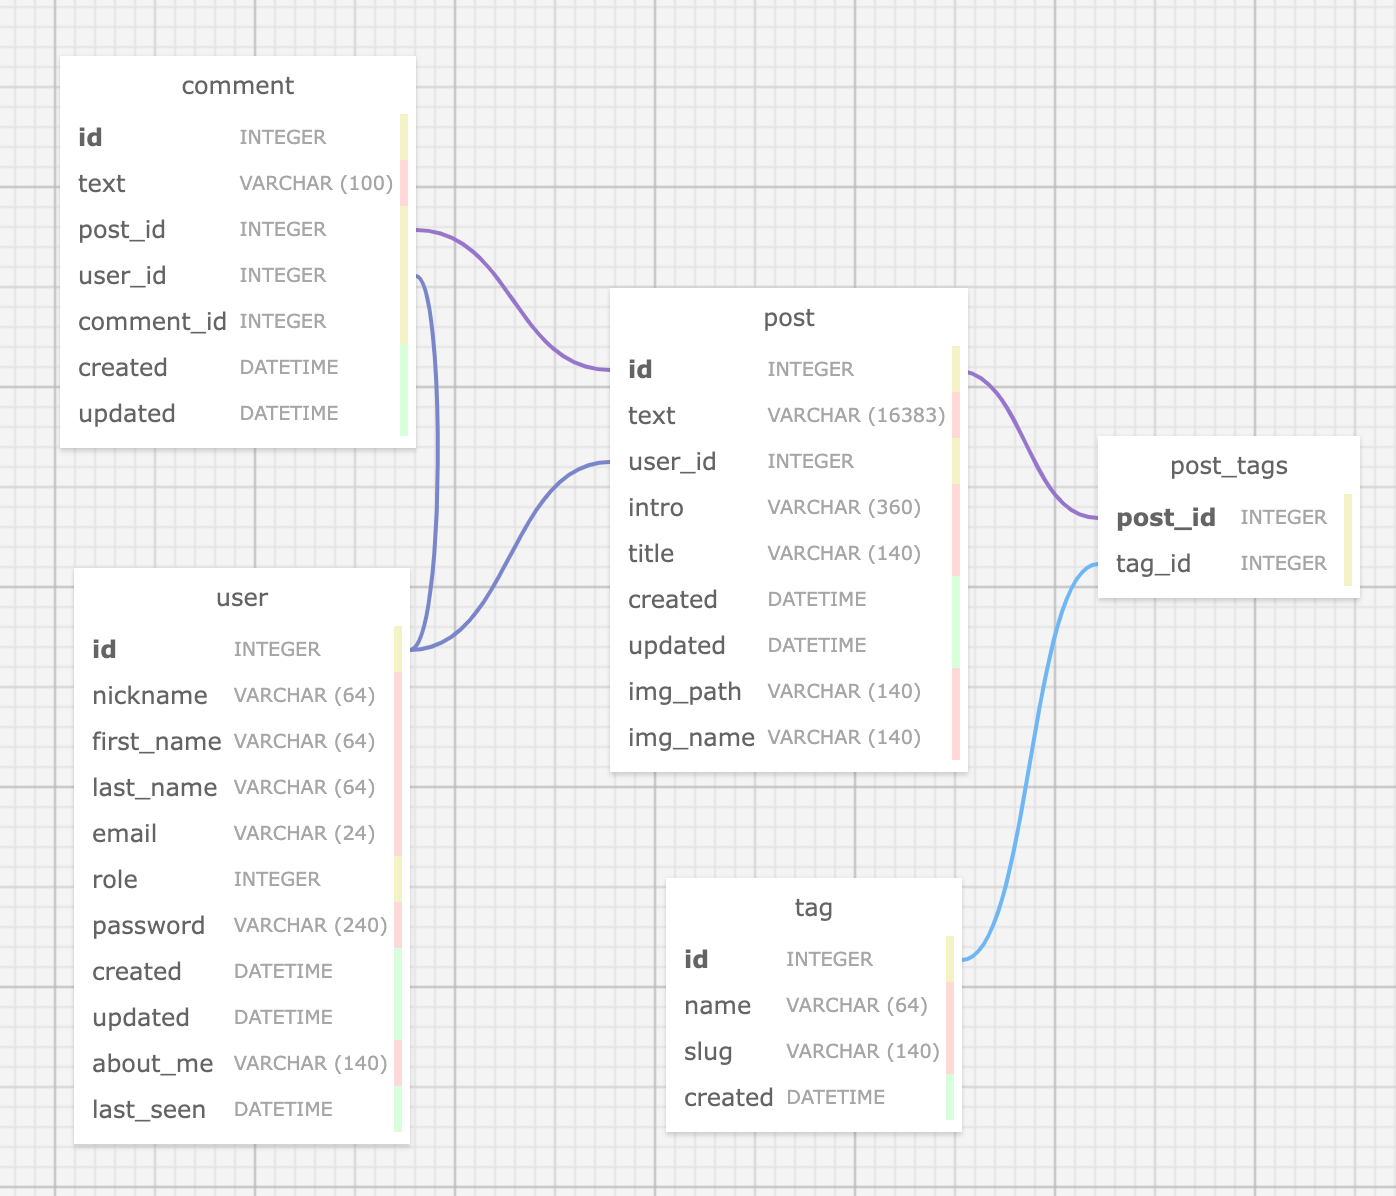 comment
id INTEGER
text VARCHAR (100)
post_id INTEGER
user_id INTEGER
comment_id INTEGER
created DATETIME
updated DATETIME
post
id INTEGER
text VARCHAR (16383)
user_id INTEGER
intro VARCHAR (360)
title VARCHAR (140)
created DATETIME
updated DATETIME
img_path VARCHAR (140)
img_name VARCHAR (140)
post_tags
post_id INTEGER
tag_id INTEGER
user
id INTEGER
nickname VARCHAR (64)
first_name VARCHAR (64)
last_name VARCHAR (64)
email VARCHAR (24)
role INTEGER
password VARCHAR (240)
created DATETIME
updated DATETIME
about_me VARCHAR (140)
last_seen DATETIME
tag
id INTEGER
name VARCHAR (64)
slug VARCHAR (140)
created DATETIME